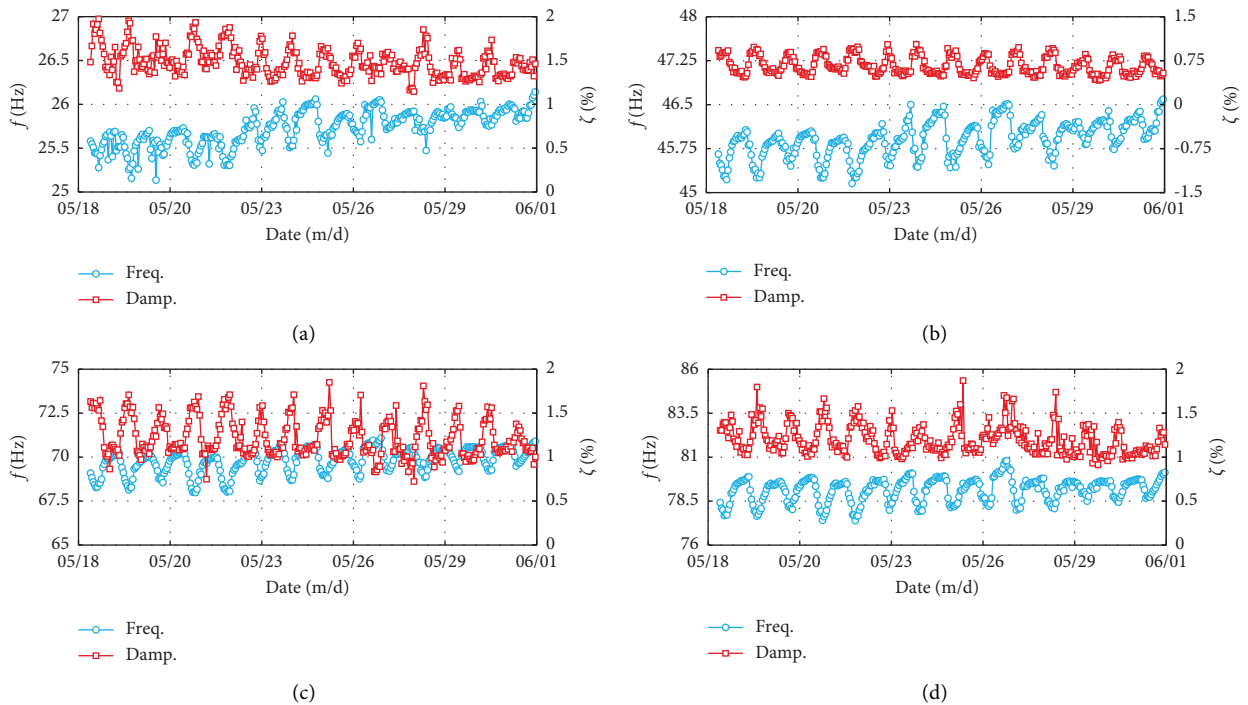 27
26.5
26
25.5
25
f (Hz)
2
1.5
1
0.5
0
ζ (%)
05/18 05/20 05/23 05/26 05/29 06/01
Date (m/d)
Freq.
Damp.
(a)
48
47.25
46.5
45.75
45
f (Hz)
1.5
0.75
0
-0.75
-1.5
ζ (%)
05/18 05/20 05/23 05/26 05/29 06/01
Date (m/d)
Freq.
Damp.
(b)
75
72.5
70
67.5
65
f (Hz)
2
1.5
1
0.5
0
ζ (%)
05/18 05/20 05/23 05/26 05/29 06/01
Date (m/d)
Freq.
Damp.
(c)
86
83.5
81
78.5
76
f (Hz)
2
1.5
1
0.5
0
ζ (%)
05/18 05/20 05/23 05/26 05/29 06/01
Date (m/d)
Freq.
Damp.
(d)